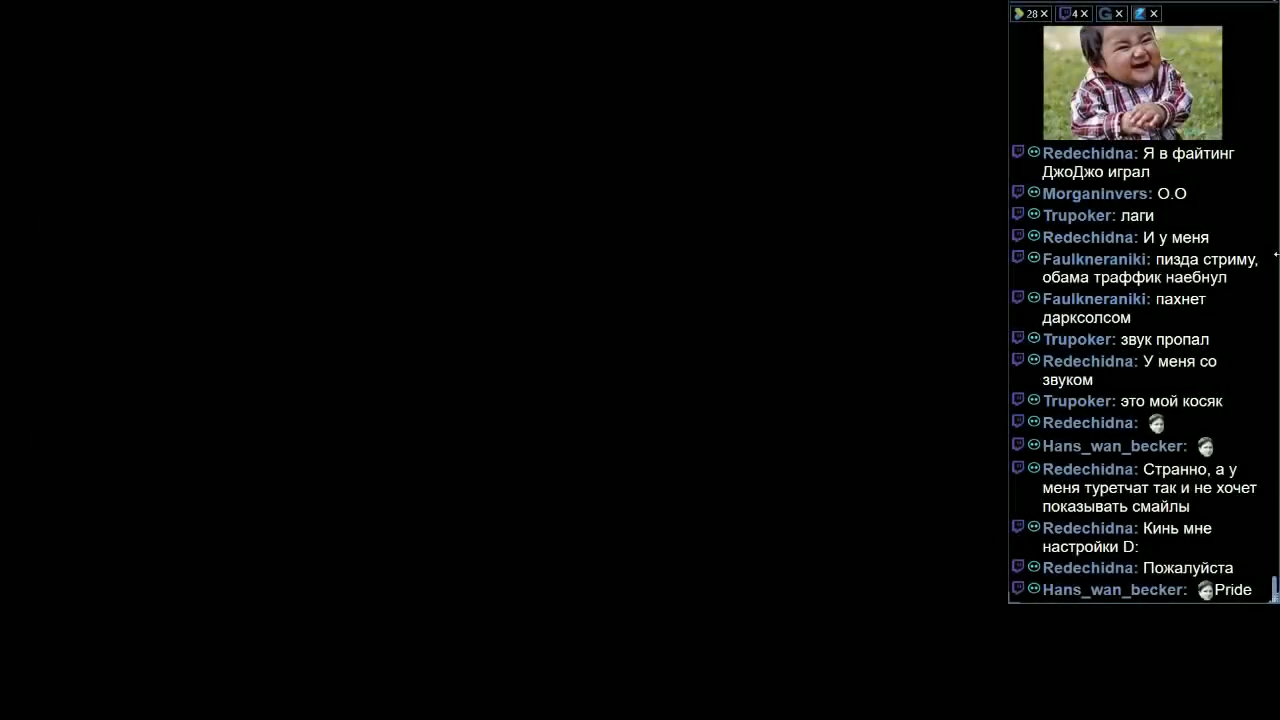 28 × 4 × × ×
Redechidna: Я в файтинг
ДжоДжо играл
Morganinvers: O.O
Trupoker: лаги
Redechidna: И у меня
Faulkneraniki: пизда стриму,
обама траффик наебнул
Faulkneraniki: пахнет
дарксолсом
Trupoker: звук пропал
Redechidna: У меня со
звуком
Trupoker: это мой косяк
Redechidna:
Hans_wan_becker:
Redechidna: Странно, а у
меня туретчат так и не хочет
показывать смайлы
Redechidna: Кинь мне
настройки D:
Redechidna: Пожалуйста
Hans_wan_becker: Pride